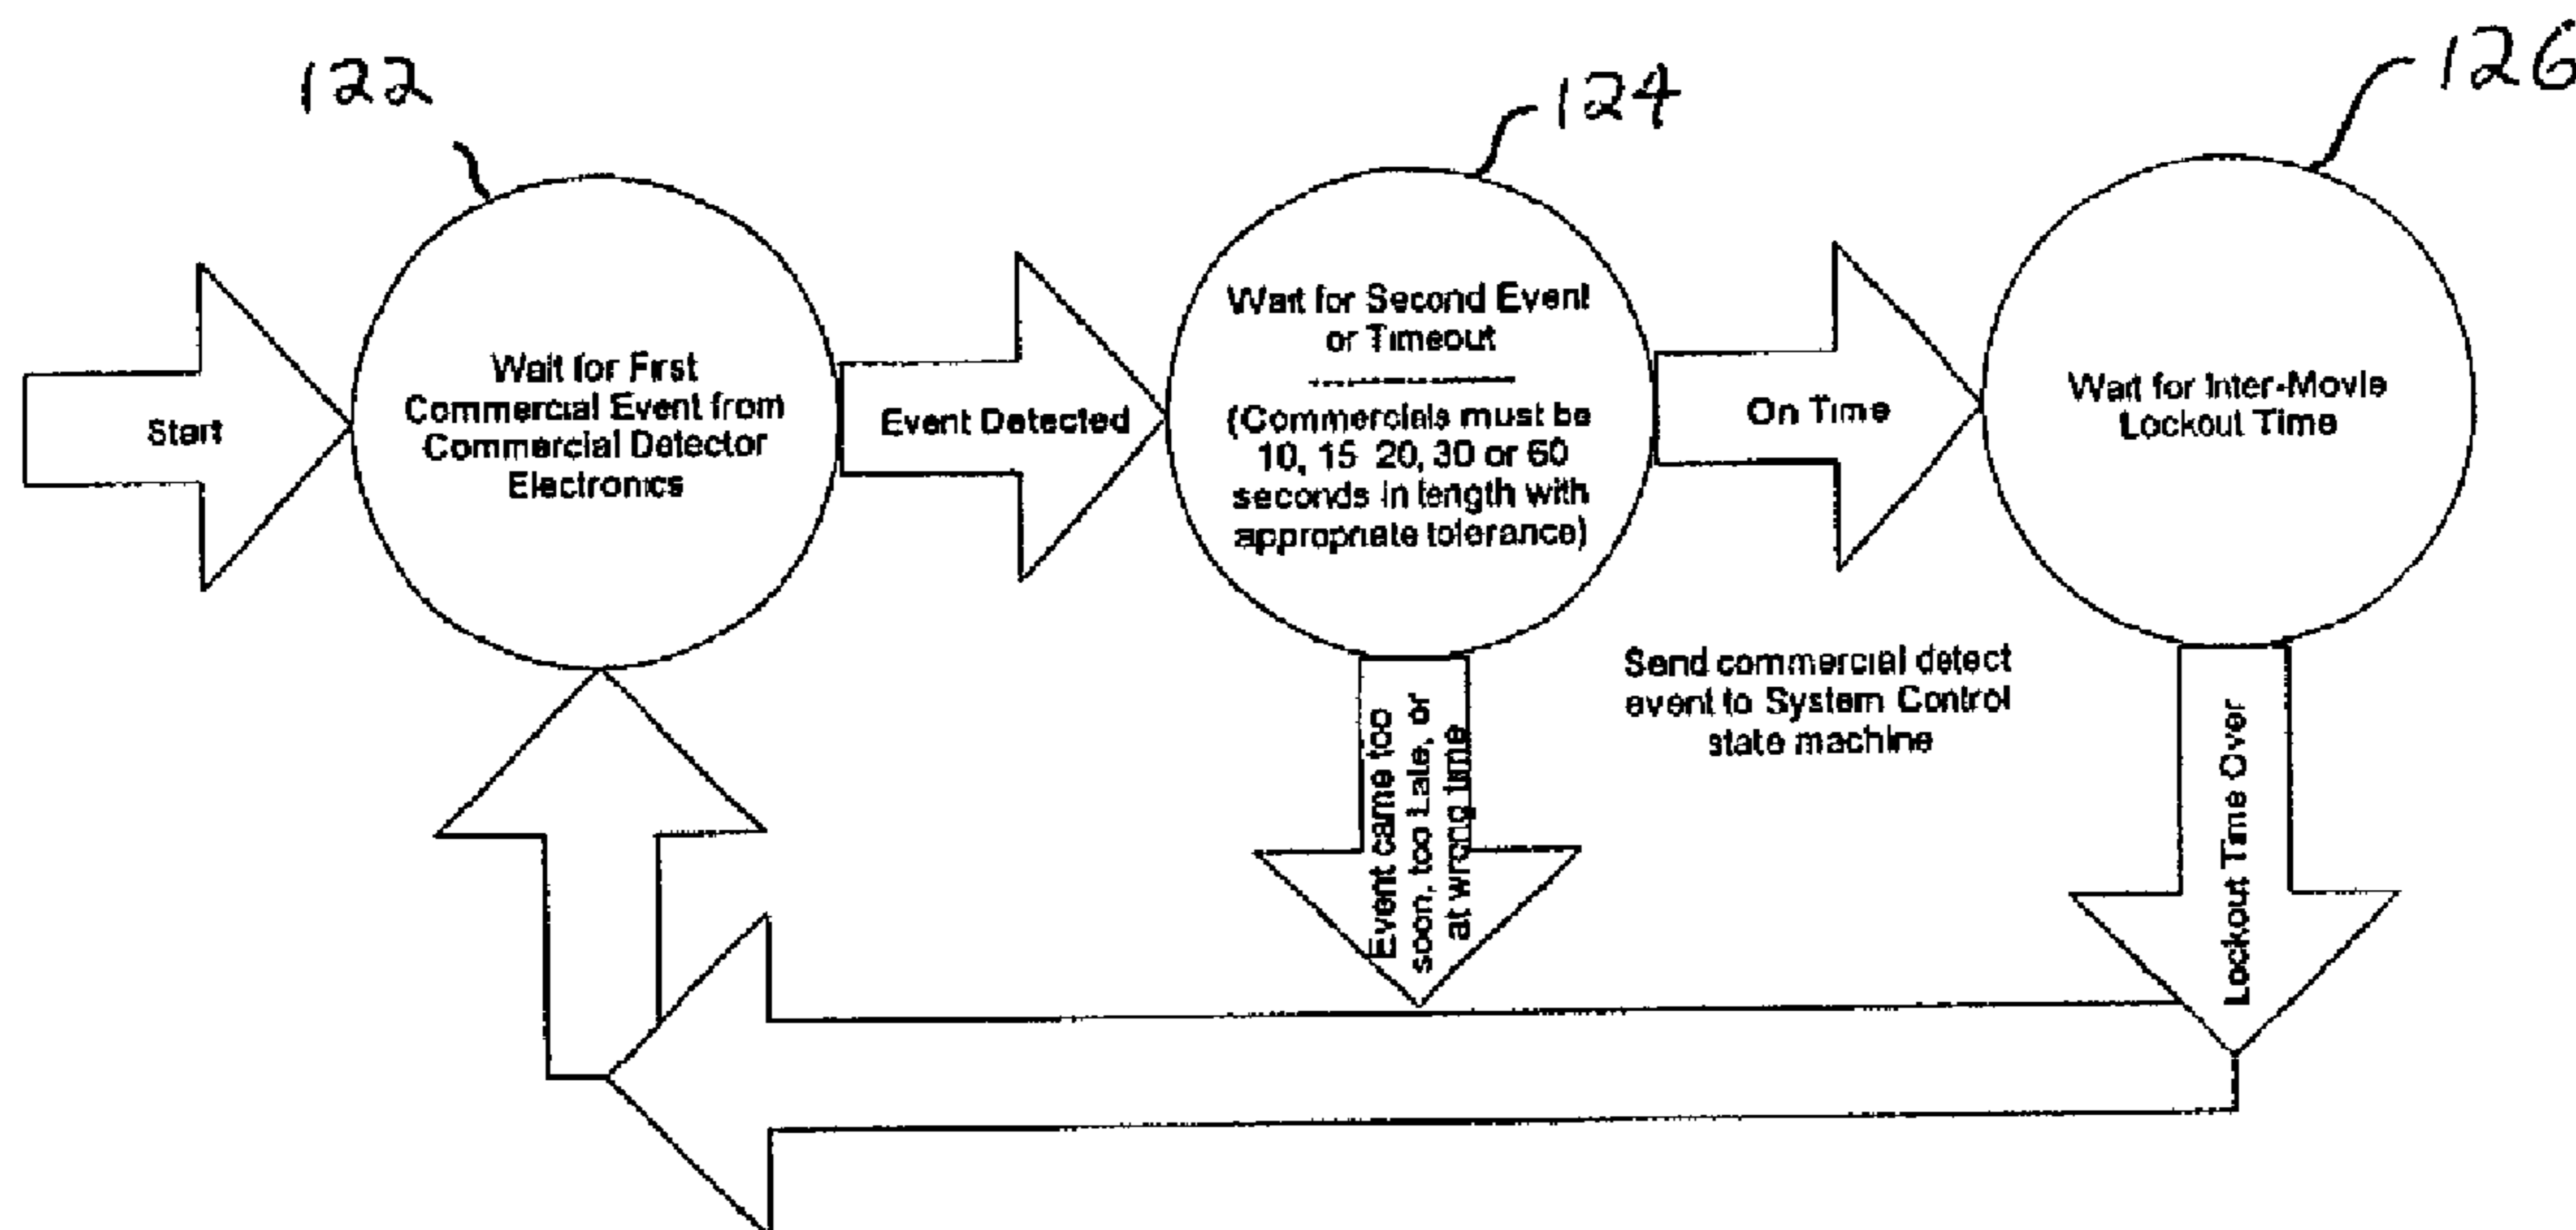 122
124
126
Start
Wait for First
Commercial Event from
Commercial Detector
Electronics
Event Detected
Wait for Second Event
or Timeout
(Commercials must be
10, 15 20, 30 or 60
seconds in length with
appropriate tolerance)
On Time
Wait for Inter-Movie
Lockout Time
Event came too
soon, too Late, or
at wrong time
Send commercial detect
event to System Control
state machine
Lockout Time Over